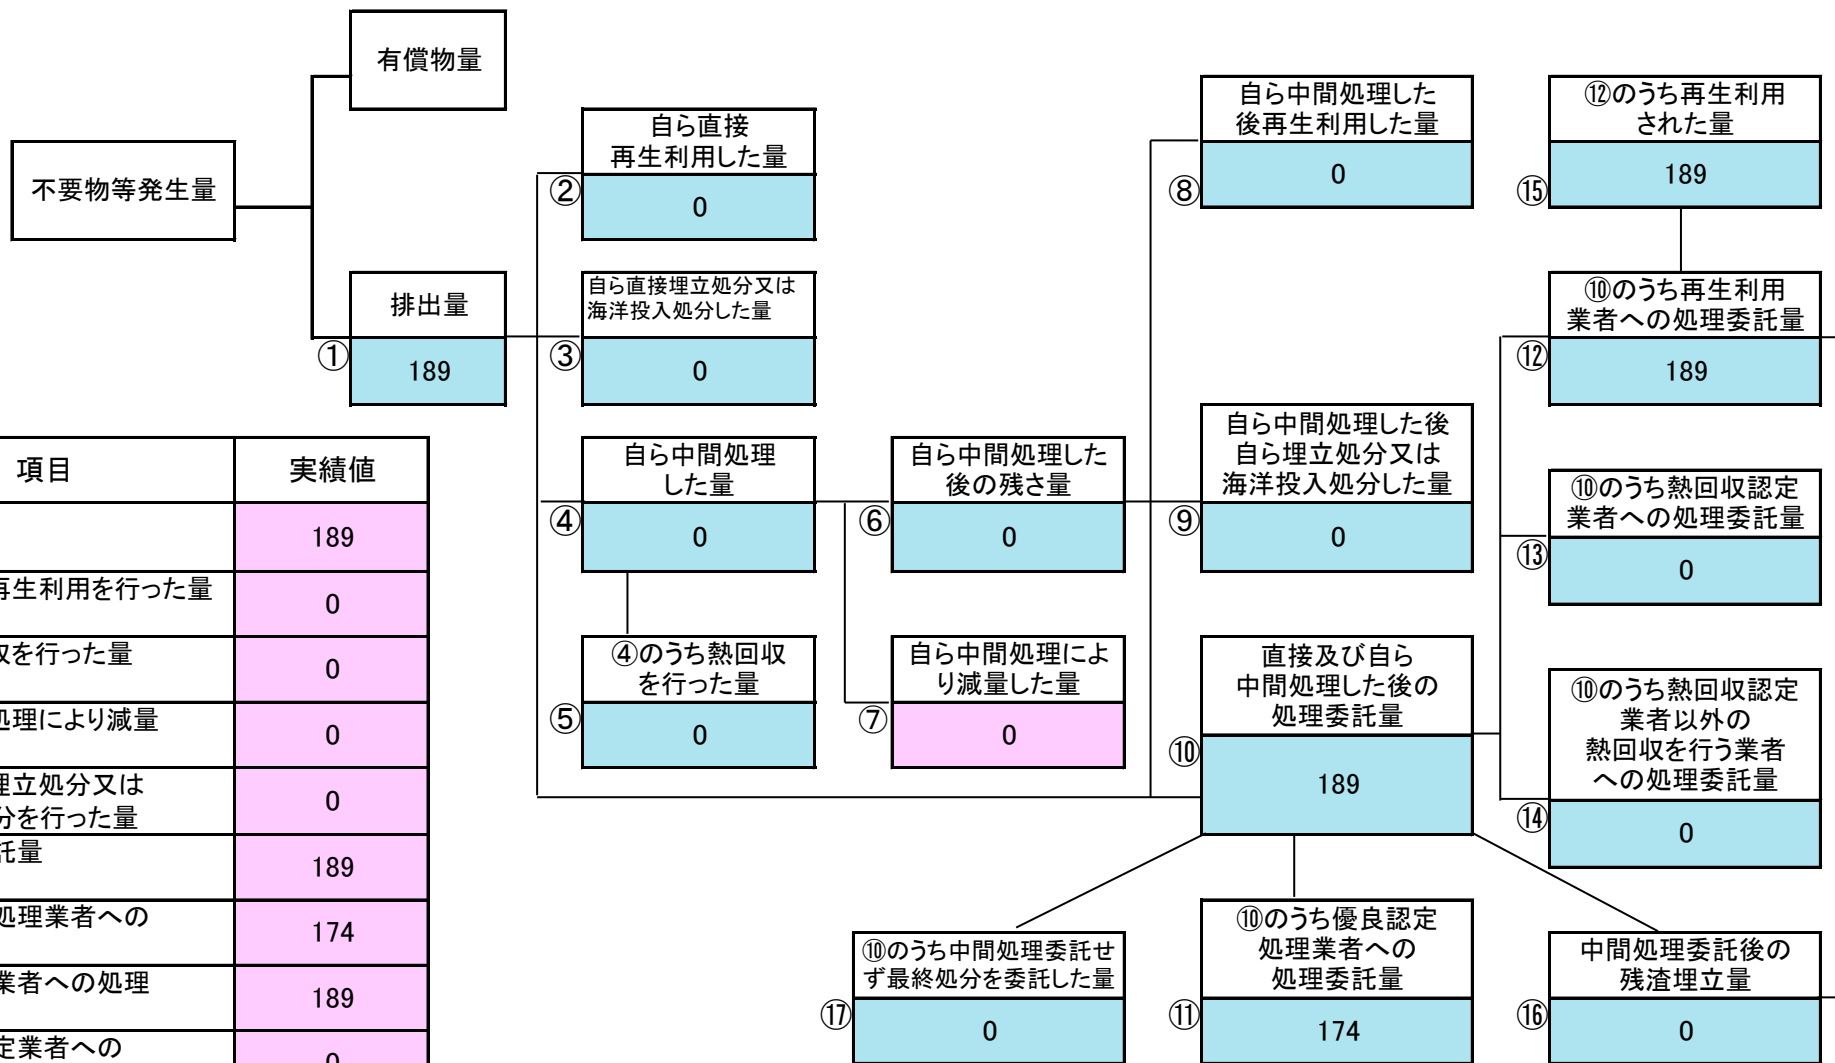 有償物量
不要物等発生量
排出量
①
189
自ら直接
再生利用した量
②
0
自ら直接埋立処分又は
海洋投入処分した量
③
0
自ら中間処理
した量
④
0
④のうち熱回収
を行った量
⑤
0
自ら中間処理した
後の残さ量
⑥
0
自ら中間処理によ
り減量した量
⑦
0
自ら中間処理した
後再生利用した量
⑧
0
自ら中間処理した後
自ら埋立処分又は
海洋投入処分した量
⑨
0
直接及び自ら
中間処理した後の
処理委託量
⑩
189
⑫のうち再生利用
された量
⑮
189
⑩のうち再生利用
業者への処理委託量
⑫
189
⑩のうち熱回収認定
業者への処理委託量
⑬
0
⑩のうち熱回収認定
業者以外の
熱回収を行う業者
への処理委託量
⑭
0
⑩のうち中間処理委託せ
ず最終処分を委託した量
⑰
0
⑩のうち優良認定
処理業者への
処理委託量
⑪
174
中間処理委託後の
残渣埋立量
⑯
0
項目 実績値
189
再生利用を行った量 0
収を行った量 0
処理により減量 0
埋立処分又は
分を行った量 0
託量 189
処理業者への 174
業者への処理 189
定業者への 0